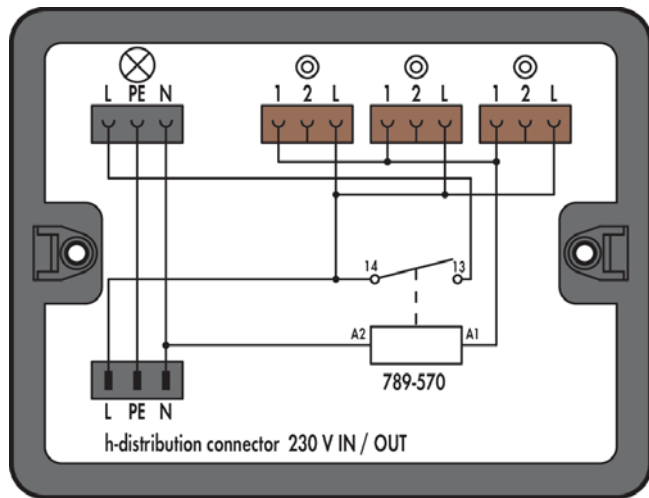 L PE N 1 2 L 1 2 L 1 2 L
14 13
A2 A1
789-570
L PE N
h-distribution connector 230 V IN / OUT